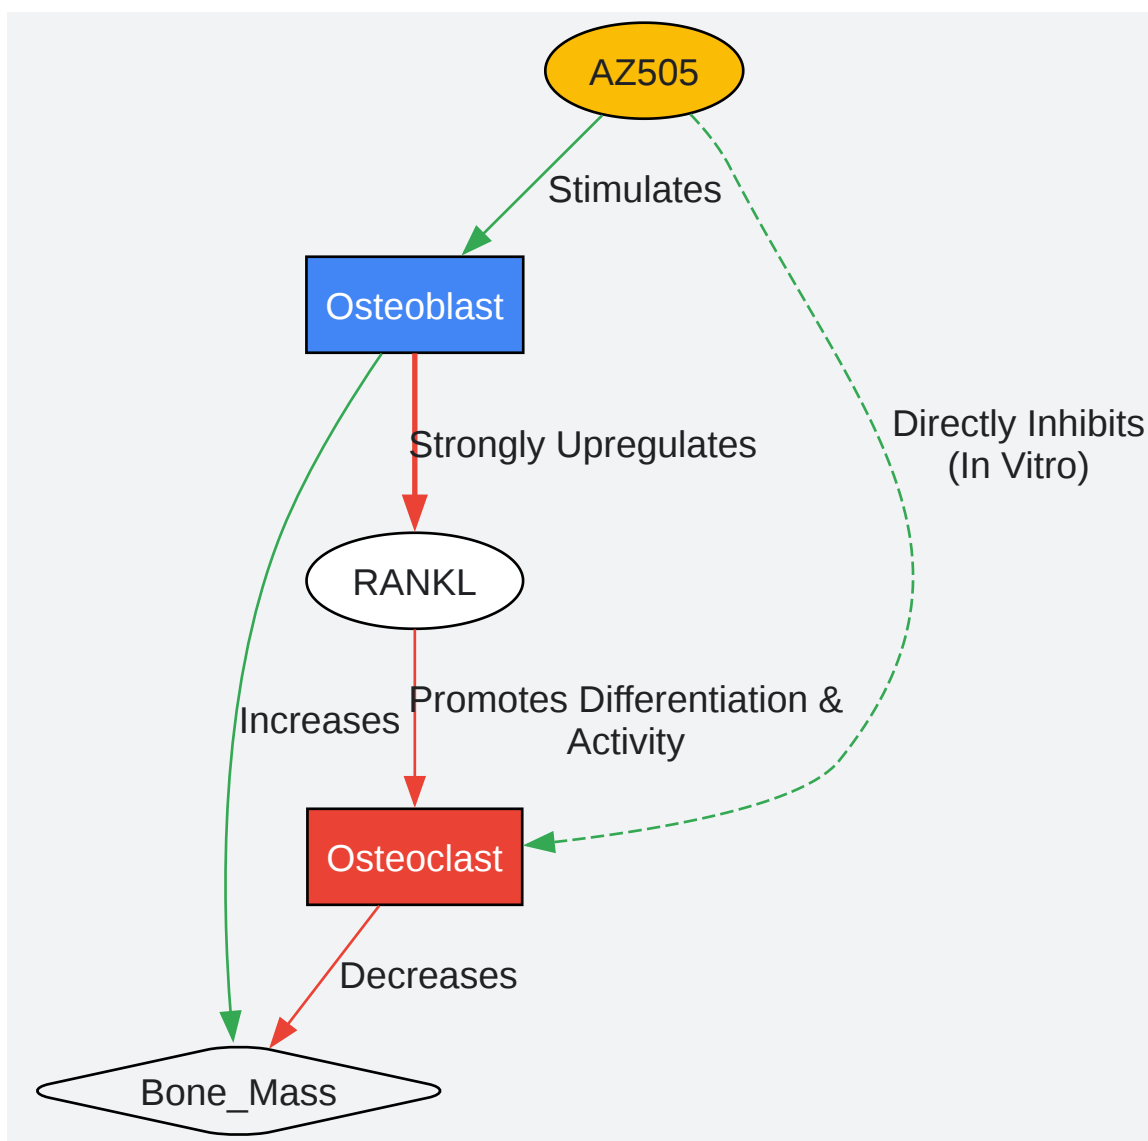 AZ505
Stimulates
Osteoblast
Directly Inhibits
(In Vitro)
Strongly Upregulates
RANKL
Increases
Promotes Differentiation &
Activity
Osteoclast
Decreases
Bone_Mass